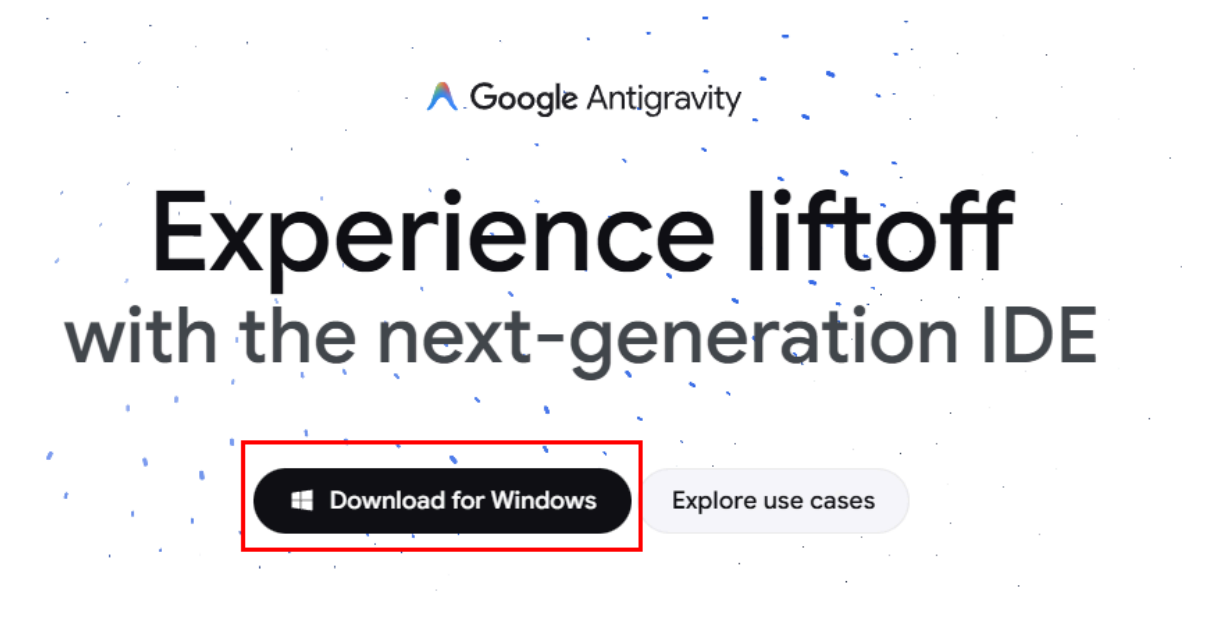 Google Antigravity
Experience liftoff
with the next-generation IDE
Download for Windows
Explore use cases